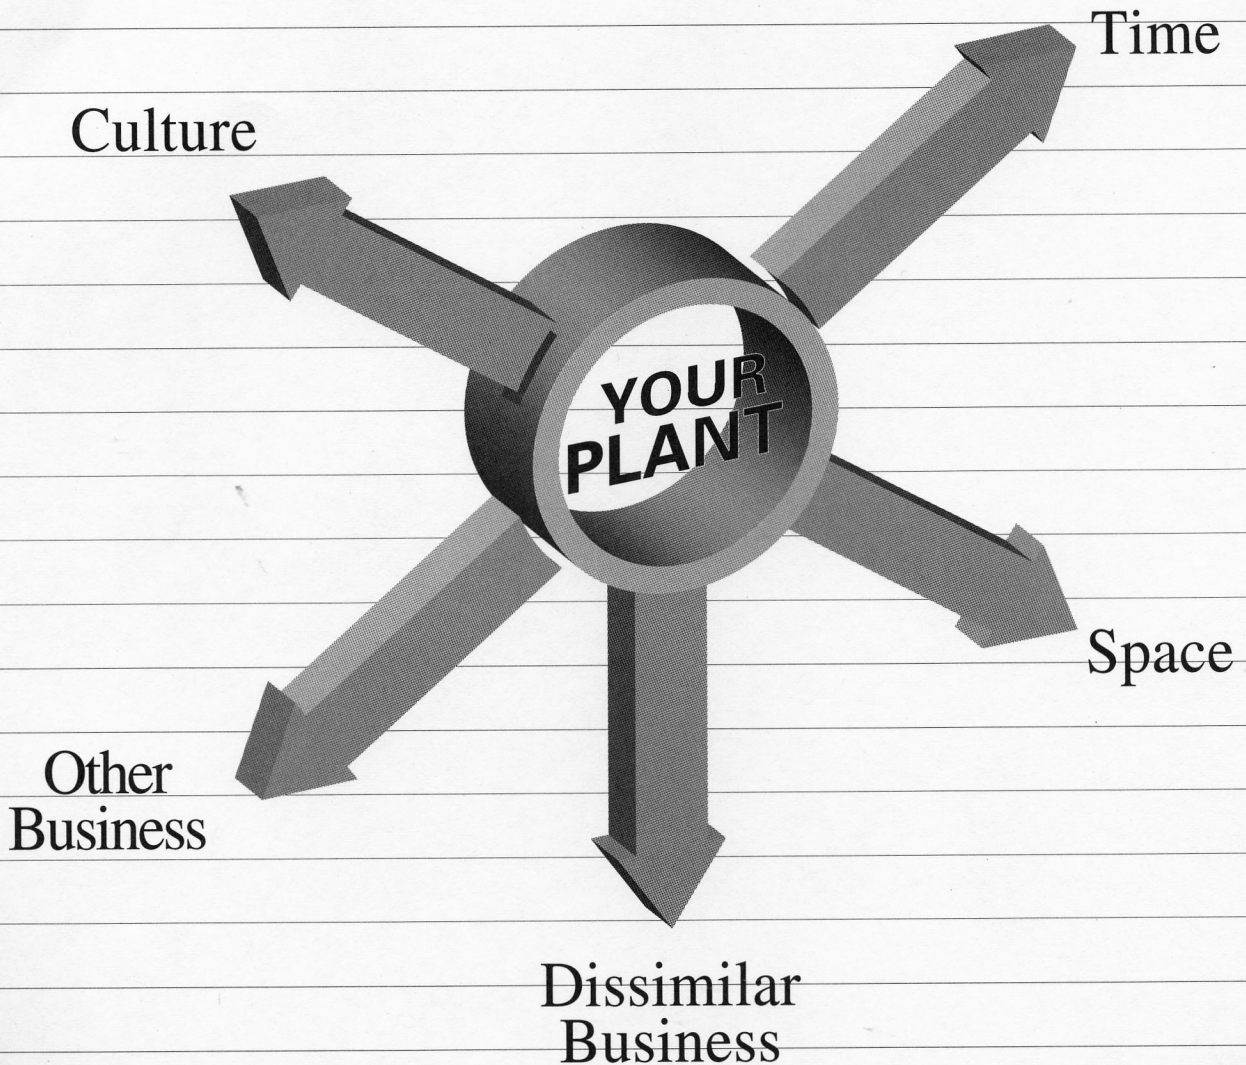 Time
Culture
YOUR
PLANT
Space
Other
Business
Dissimilar
Business